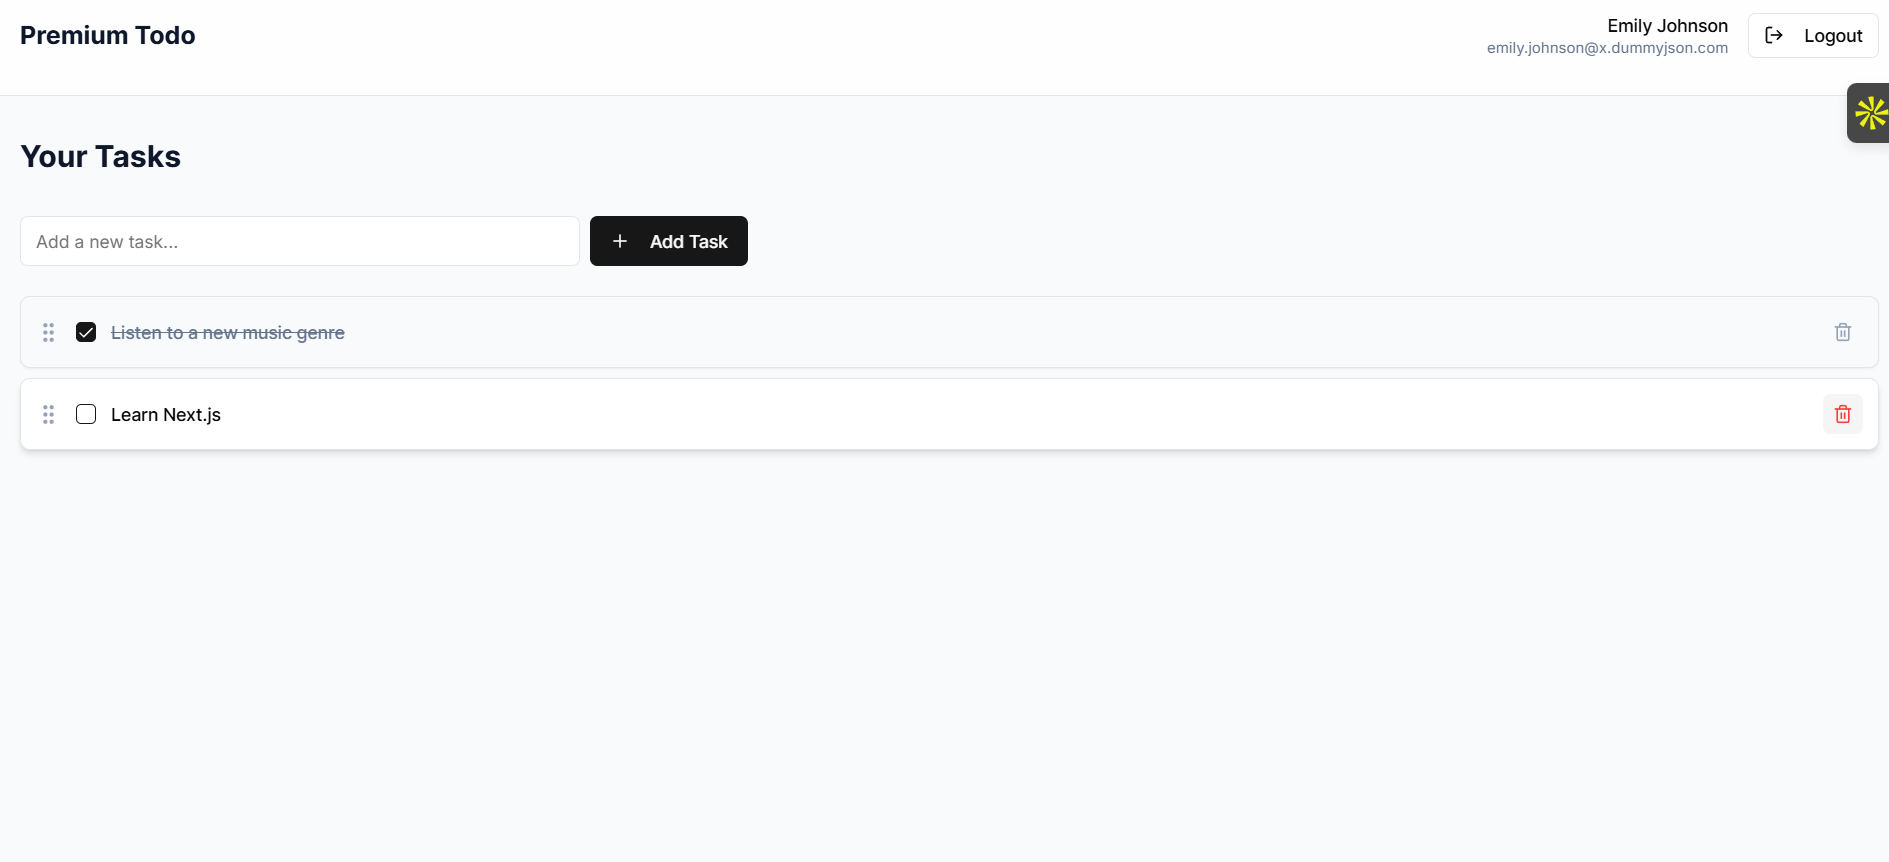 Premium Todo
Emily Johnson
emily.johnson@x.dummyjson.com
Logout
Your Tasks
Add a new task...
Add Task
Listen to a new music genre
Learn Next.js